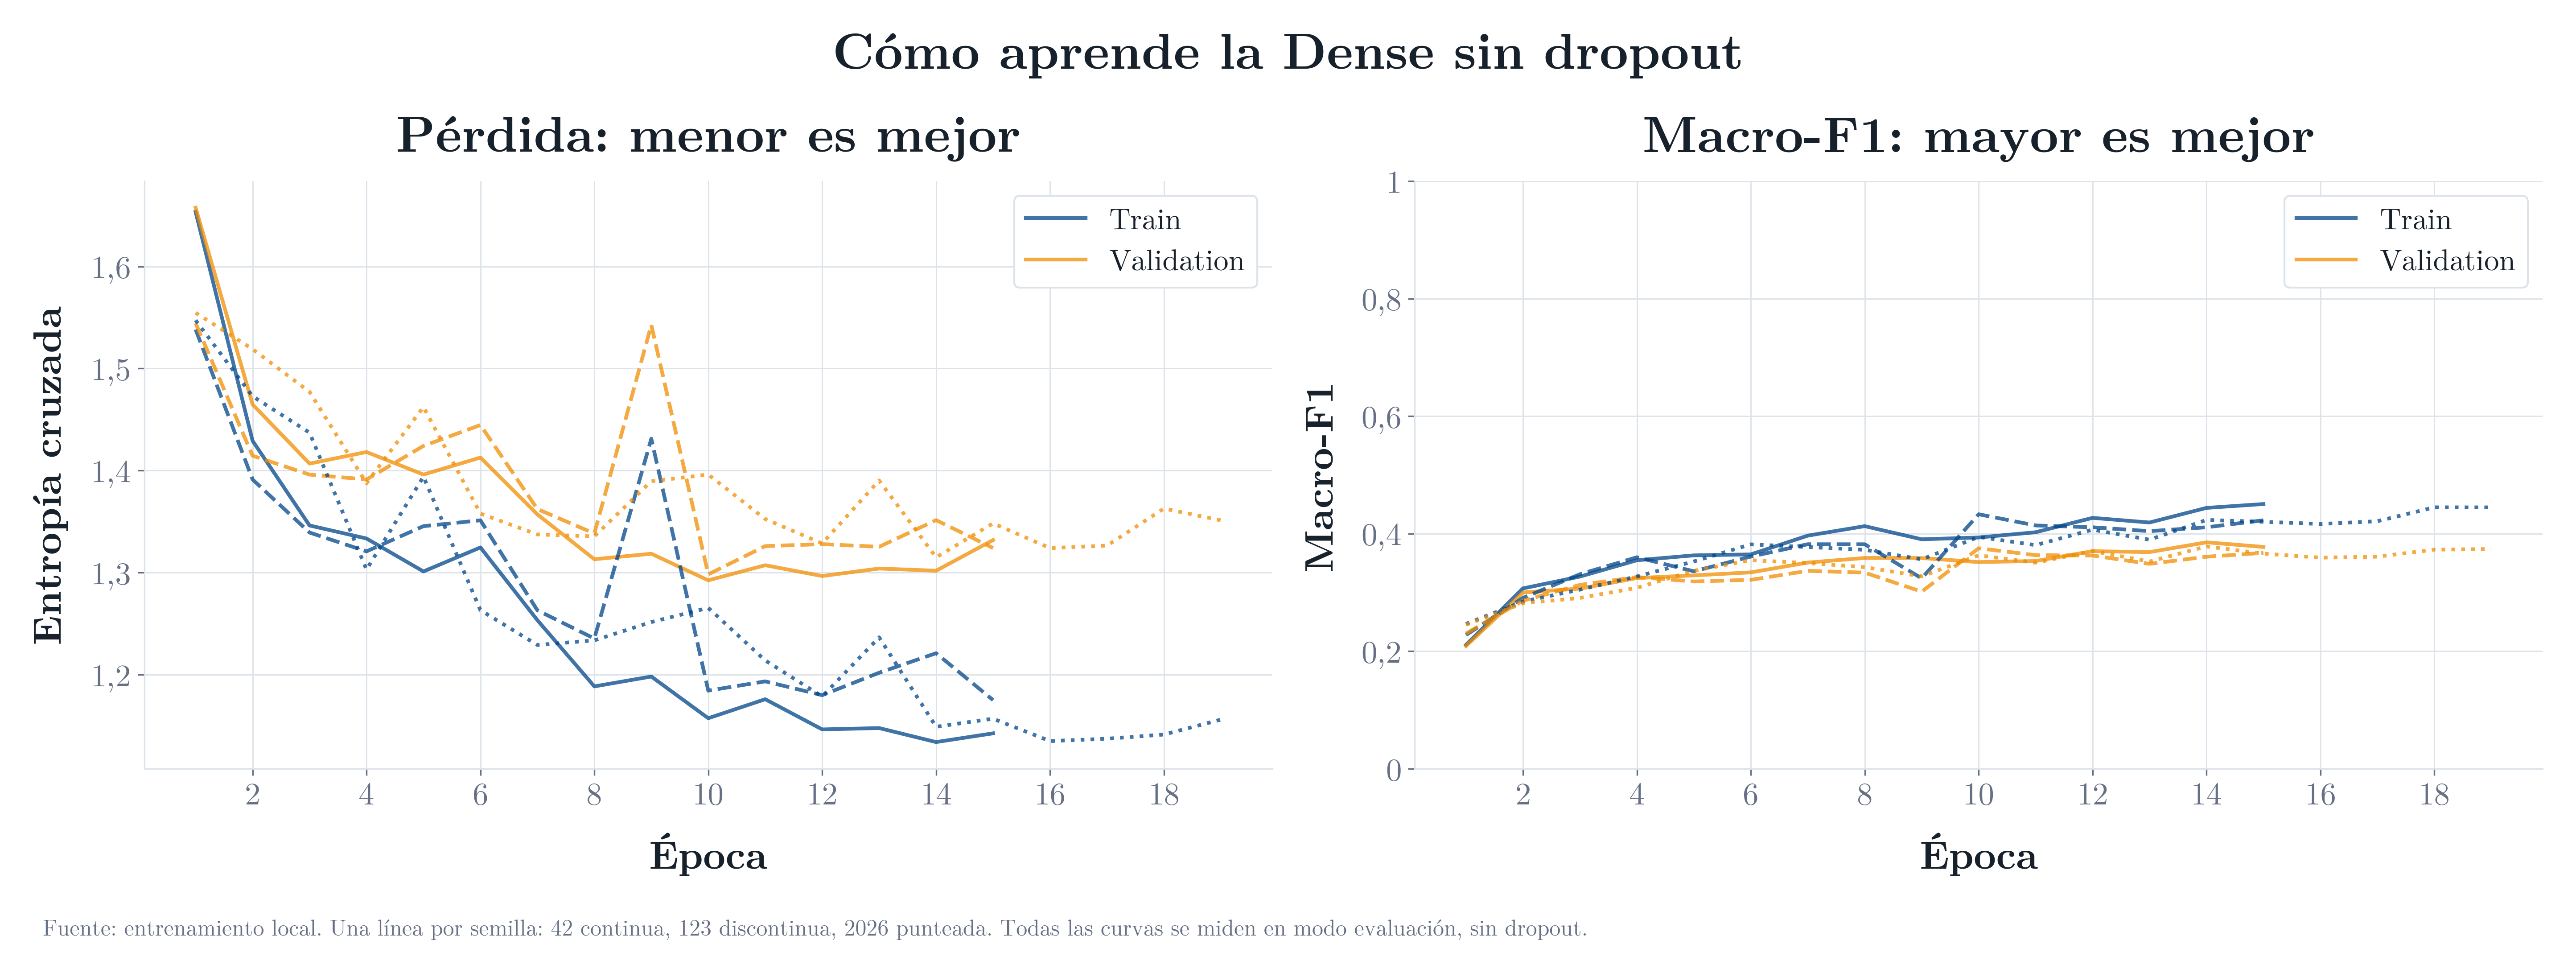 Cómo aprende la Dense sin dropout
Pérdida: menor es mejor
Entropía cruzada
1,6
1,5
1,4
1,3
1,2
2 4 6 8 10 12 14 16 18
Época
Train
Validation
Macro-F1: mayor es mejor
Macro-F1
1
0,8
0,6
0,4
0,2
0
2 4 6 8 10 12 14 16 18
Época
Train
Validation
Fuente: entrenamiento local. Una línea por semilla: 42 continua, 123 discontinua, 2026 punteada. Todas las curvas se miden en modo evaluación, sin dropout.